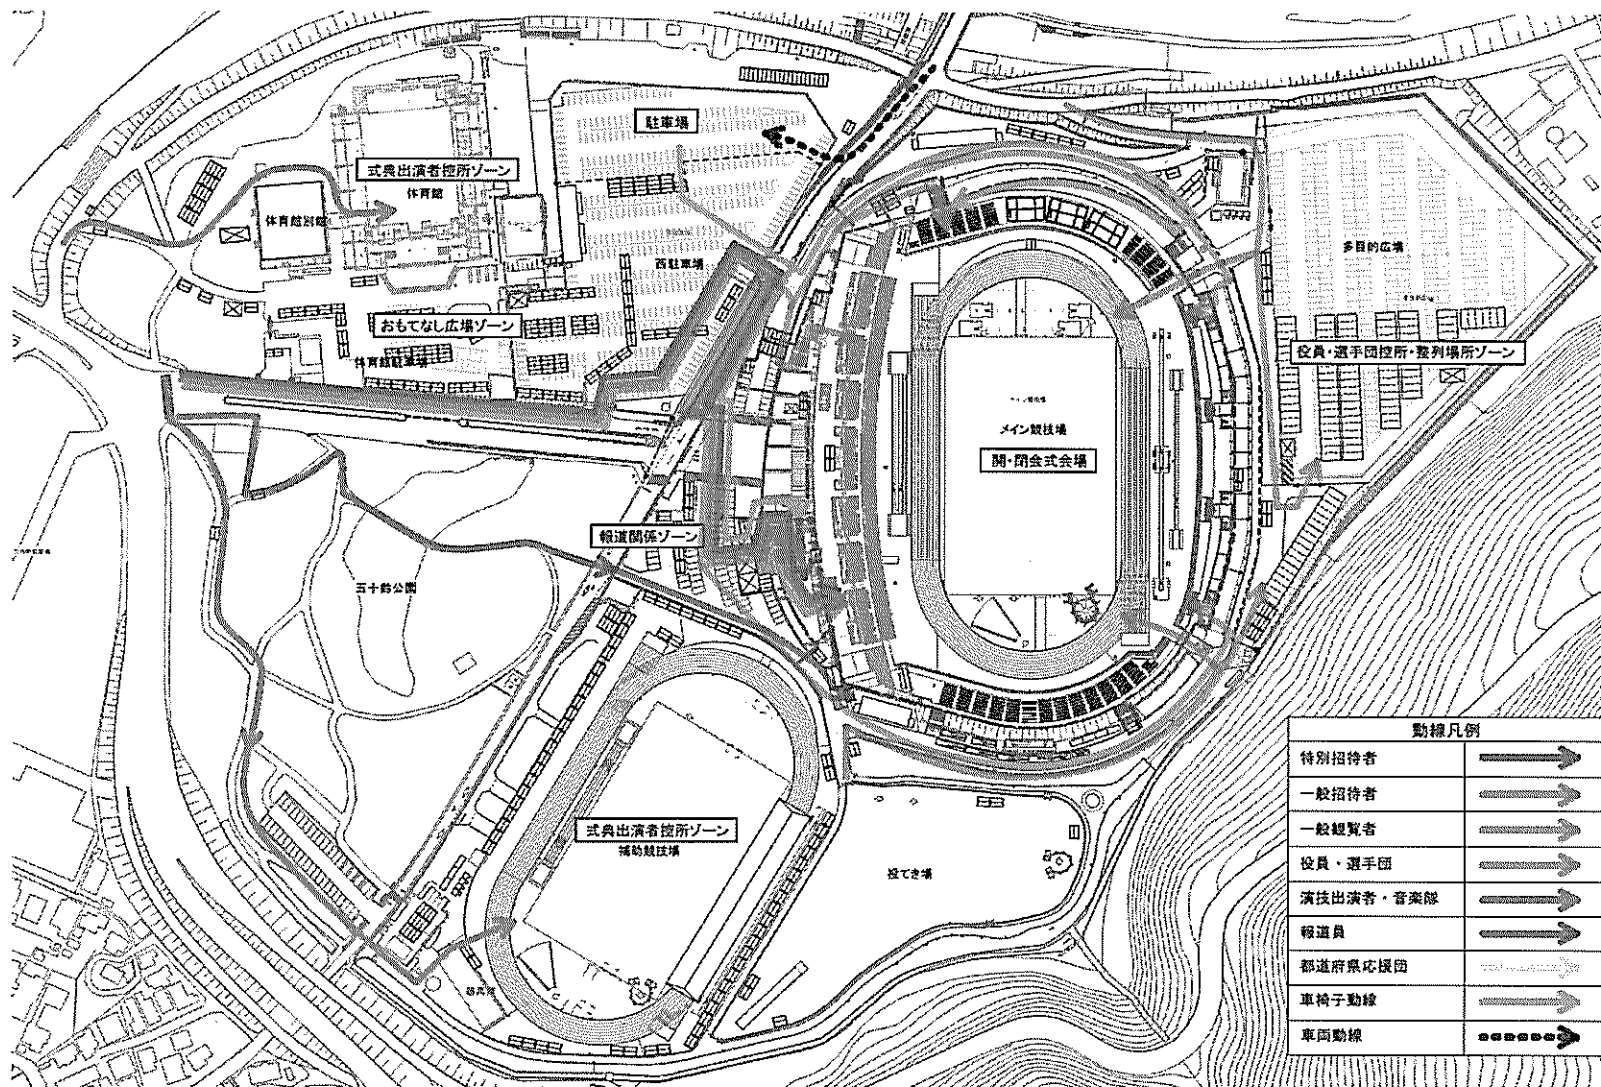 駐車場
式典出演者控所ゾーン
体育館
体育館別館
西駐車場
多目的広場
おもてなし広場ゾーン
体育館駐車場
役員・選手団控所・整列場所ゾーン
メイン競技場
開・閉会式会場
報道関係ゾーン
五十鈴公園
式典出演者控所ゾーン
補助競技場
投てき場
動線凡例
特別招待者
一般招待者
一般観覧者
役員・選手団
演技出演者・音楽隊
報道員
都道府県応援団
車椅子動線
車両動線